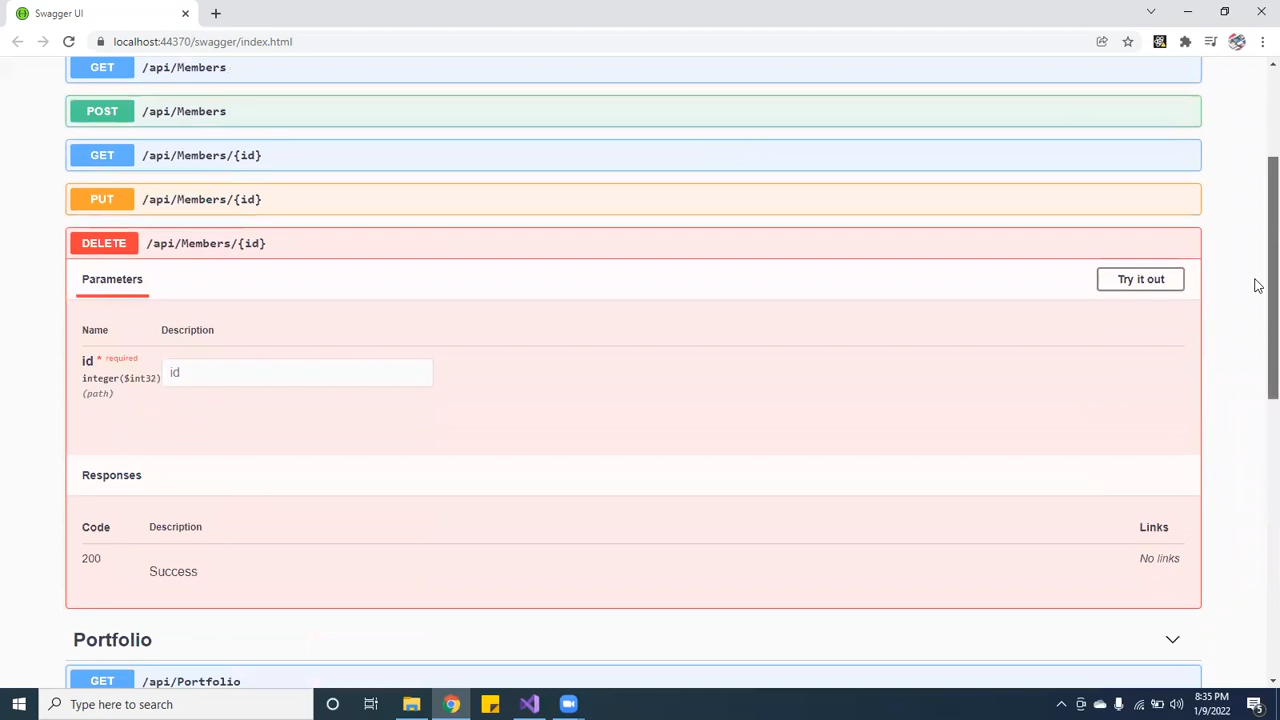 Swagger UI
localhost:44370/swagger/index.html
GET /api/Members
POST /api/Members
GET /api/Members/{id}
PUT /api/Members/{id}
DELETE /api/Members/{id}
Parameters
Try it out
Name Description
id * required
integer($int32)
(path)
id
Responses
Code Description Links
200 Success No links
Portfolio
GET /api/Portfolio
Type here to search
8:35 PM
1/9/2022